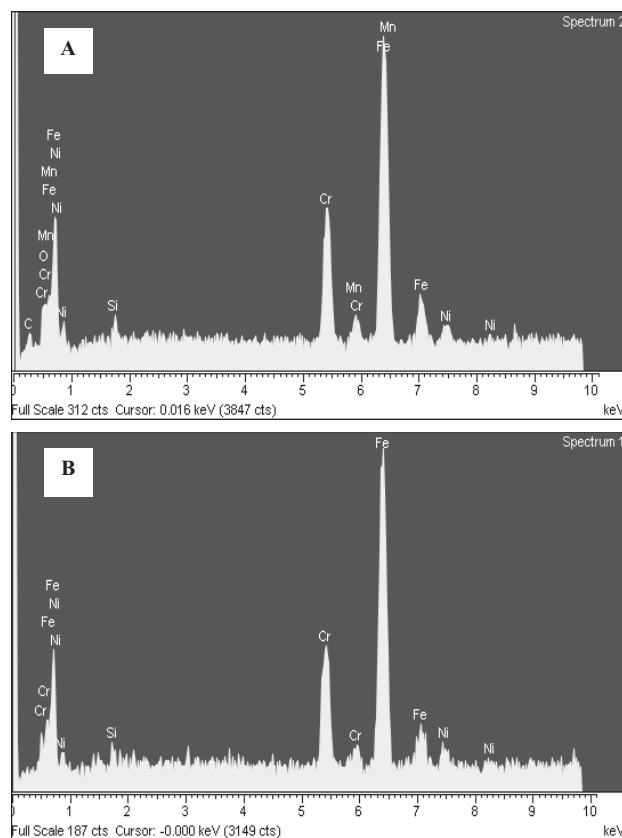 A
Spectrum 2
Mn
Fe
Fe
Ni
Mn
Fe
Ni
Mn
O
Cr
Cr
Ni
C
Si
Cr
Mn
Cr
Fe
Ni
Ni
0 1 2 3 4 5 6 7 8 9 10
Full Scale 312 cts Cursor: 0.016 keV (3847 cts) keV
B
Spectrum 1
Fe
Fe
Ni
Fe
Ni
Cr
Cr
Ni
Si
Cr
Cr
Fe
Ni
Ni
0 1 2 3 4 5 6 7 8 9 10
Full Scale 187 cts Cursor: -0.000 keV (3149 cts) keV